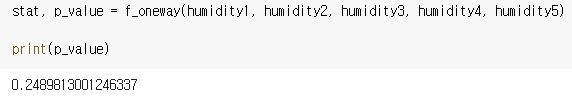 stat, p_value = f_oneway(humidity1, humidity2, humidity3, humidity4, humidity5)
print(p_value)
0.2489813001246337